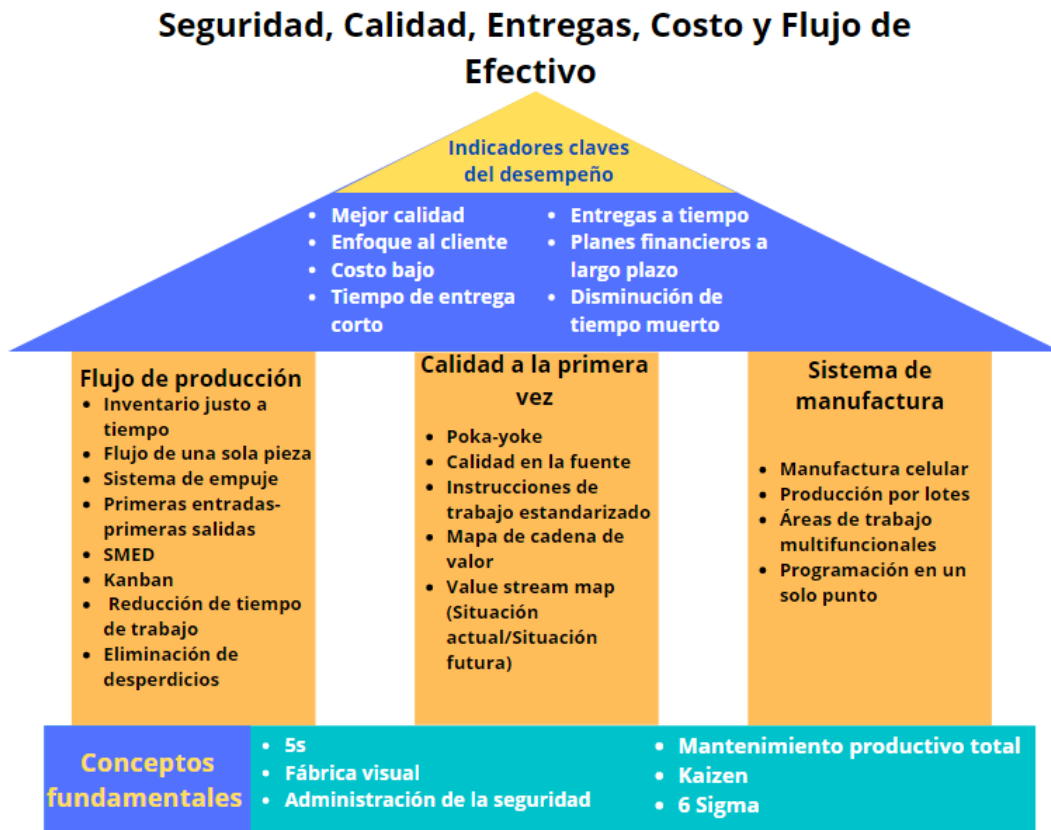 Seguridad, Calidad, Entregas, Costo y Flujo de
Efectivo
Indicadores claves
del desempeño
• Mejor calidad
• Enfoque al cliente
• Costo bajo
• Tiempo de entrega
corto
• Entregas a tiempo
• Planes financieros a
largo plazo
• Disminución de
tiempo muerto
Flujo de producción
• Inventario justo a
tiempo
• Flujo de una sola pieza
• Sistema de empuje
• Primeras entradas-
primeras salidas
• SMED
• Kanban
• Reducción de tiempo
de trabajo
• Eliminación de
desperdicios
Calidad a la primera
vez
• Poka-yoke
• Calidad en la fuente
• Instrucciones de
trabajo estandarizado
• Mapa de cadena de
valor
• Value stream map
(Situación
actual/Situación
futura)
Sistema de
manufactura
• Manufactura celular
• Producción por lotes
• Áreas de trabajo
multifuncionales
• Programación en un
solo punto
Conceptos
fundamentales
• 5s
• Fábrica visual
• Administración de la seguridad
• Mantenimiento productivo total
• Kaizen
• 6 Sigma